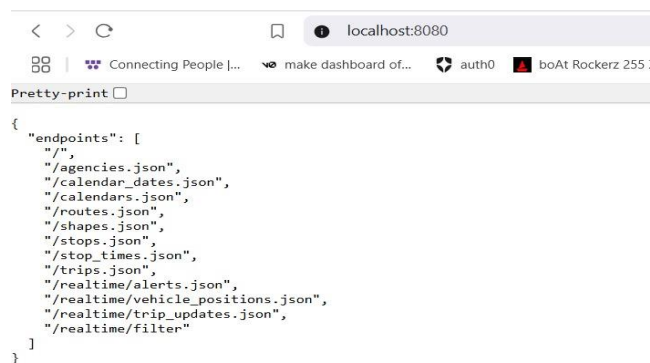 localhost:8080
Connecting People |... make dashboard of... auth0 boAt Rockerz 255
Pretty-print
{
"endpoints": [
"/",
"/agencies.json",
"/calendar_dates.json",
"/calendars.json",
"/routes.json",
"/shapes.json",
"/stops.json",
"/stop_times.json",
"/trips.json",
"/realtime/alerts.json",
"/realtime/vehicle_positions.json",
"/realtime/trip_updates.json",
"/realtime/filter"
]
}